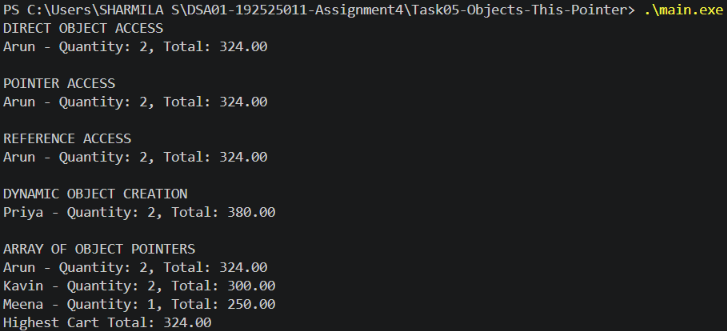 PS C:\Users\SHARMILA S\DSA01-192525011-Assignment4\Task05-Objects-This-Pointer> .\main.exe
DIRECT OBJECT ACCESS
Arun - Quantity: 2, Total: 324.00
POINTER ACCESS
Arun - Quantity: 2, Total: 324.00
REFERENCE ACCESS
Arun - Quantity: 2, Total: 324.00
DYNAMIC OBJECT CREATION
Priya - Quantity: 2, Total: 380.00
ARRAY OF OBJECT POINTERS
Arun - Quantity: 2, Total: 324.00
Kavin - Quantity: 2, Total: 300.00
Meena - Quantity: 1, Total: 250.00
Highest Cart Total: 324.00